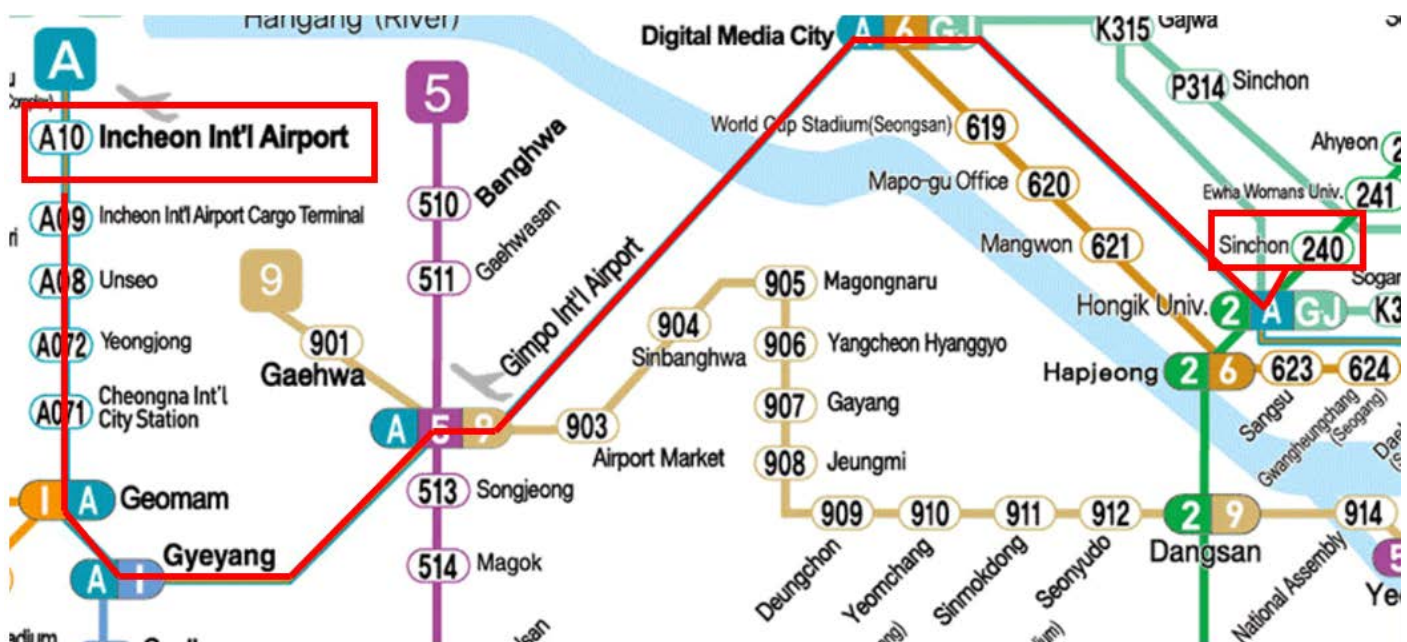 Hangang (River)
A
A10 Incheon Int'l Airport
A09 Incheon Int'l Airport Cargo Terminal
A08 Unseo
A072 Yeongjong
A071 Cheongna Int'l
City Station
I A Geomam
A I Gyeyang
5
510 Banghwa
511 Gaehwasan
9
901
Gaehwa
A 5 9 Gimpo Int'l Airport
513 Songjeong
514 Magok
903
Airport Market
904
Sinbanghwa
905 Magongnaru
906 Yangcheon Hyanggyo
907 Gayang
908 Jeungmi
909 910 911 912
Deungchon
Yeomchang
Sinmokdong
Seonyudo
2 9
Dangsan
914
National Assembly
Digital Media City A 6 GJ
World Cup Stadium(Seongsan) 619
Mapo-gu Office 620
Mangwon 621
K315 Gajwa
P314 Sinchon
Ahyeon
Ewha Womans Univ. 241
Sinchon 240
Hongik Univ. 2 A GJ
Hapjeong 2 6
623 624
Sangsu
Gwangheungchang
(Seogang)
5